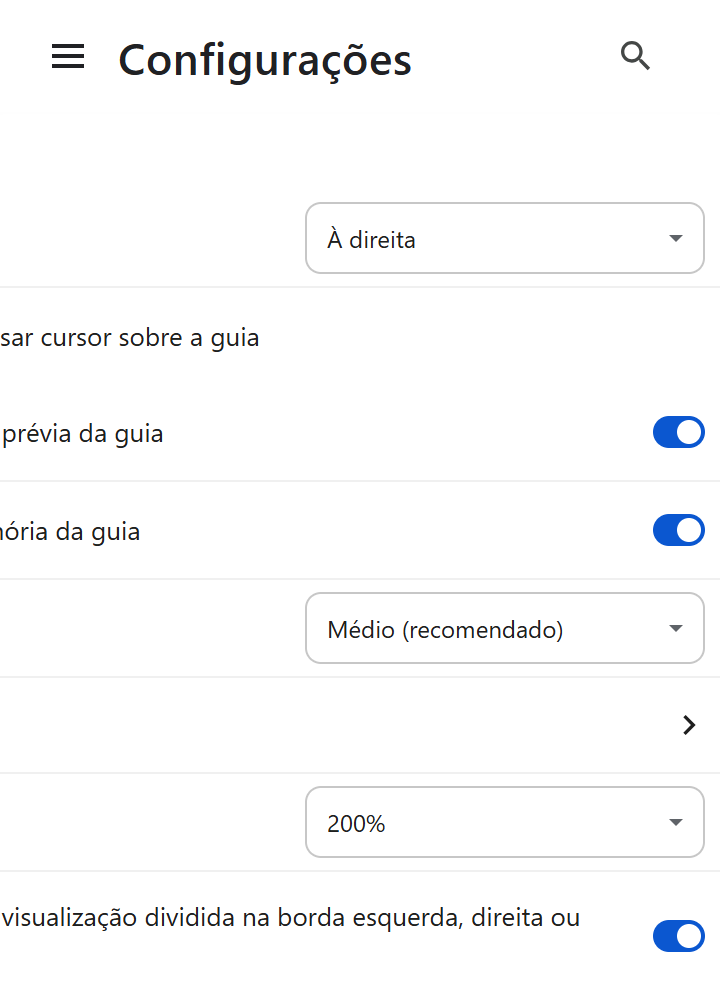 Configurações
À direita
sar cursor sobre a guia
prévia da guia
ória da guia
Médio (recomendado)
200%
visualização dividida na borda esquerda, direita ou